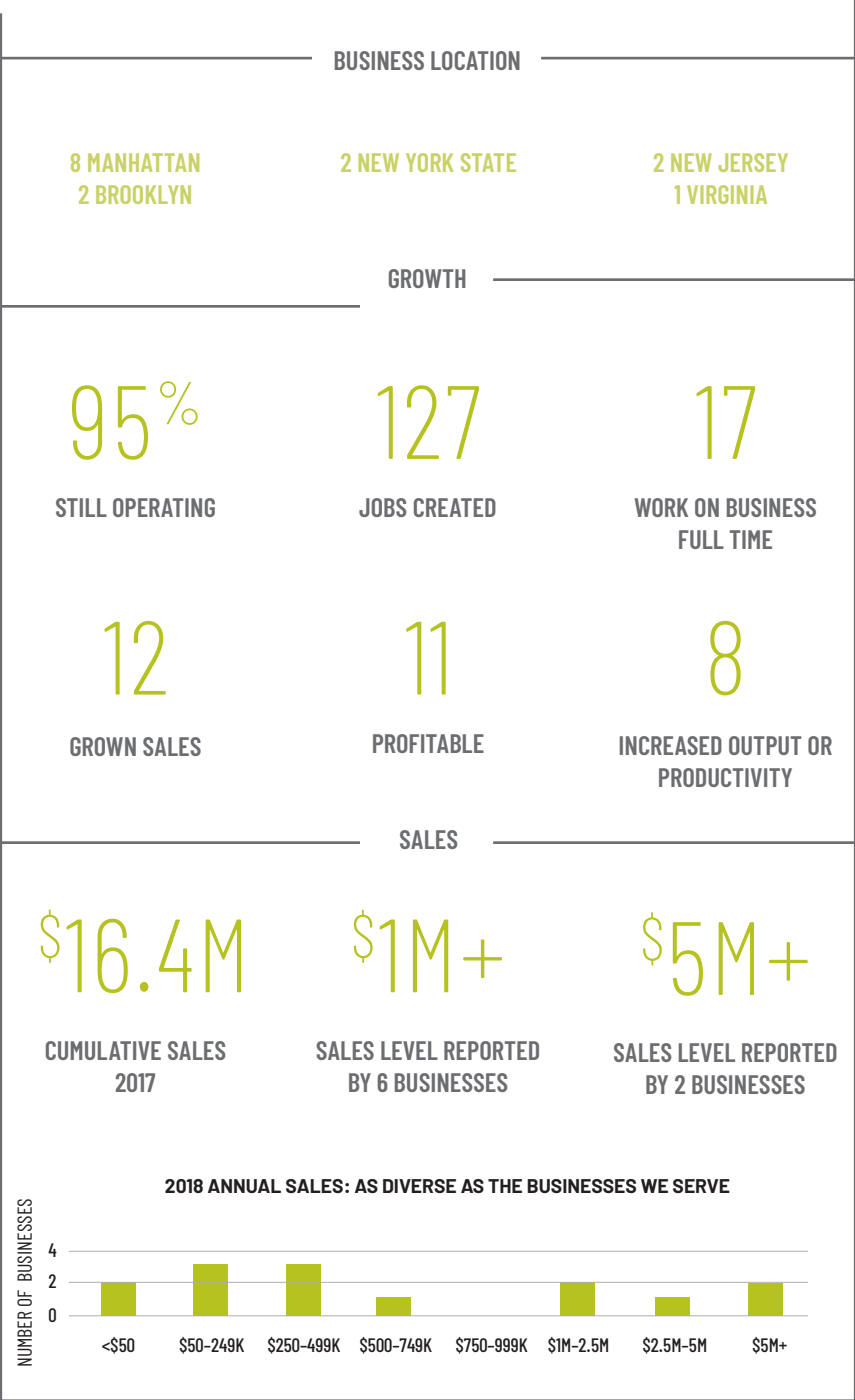 BUSINESS LOCATION
8 MANHATTAN
2 BROOKLYN
2 NEW YORK STATE
2 NEW JERSEY
1 VIRGINIA
GROWTH
95%
STILL OPERATING
127
JOBS CREATED
17
WORK ON BUSINESS
FULL TIME
12
GROWN SALES
11
PROFITABLE
8
INCREASED OUTPUT OR
PRODUCTIVITY
SALES
$16.4M
CUMULATIVE SALES
2017
$1M+
SALES LEVEL REPORTED
BY 6 BUSINESSES
$5M+
SALES LEVEL REPORTED
BY 2 BUSINESSES
2018 ANNUAL SALES: AS DIVERSE AS THE BUSINESSES WE SERVE
NUMBER OF BUSINESSES
4
2
0
<$50 $50-249K $250-499K $500-749K $750-999K $1M-2.5M $2.5M-5M $5M+